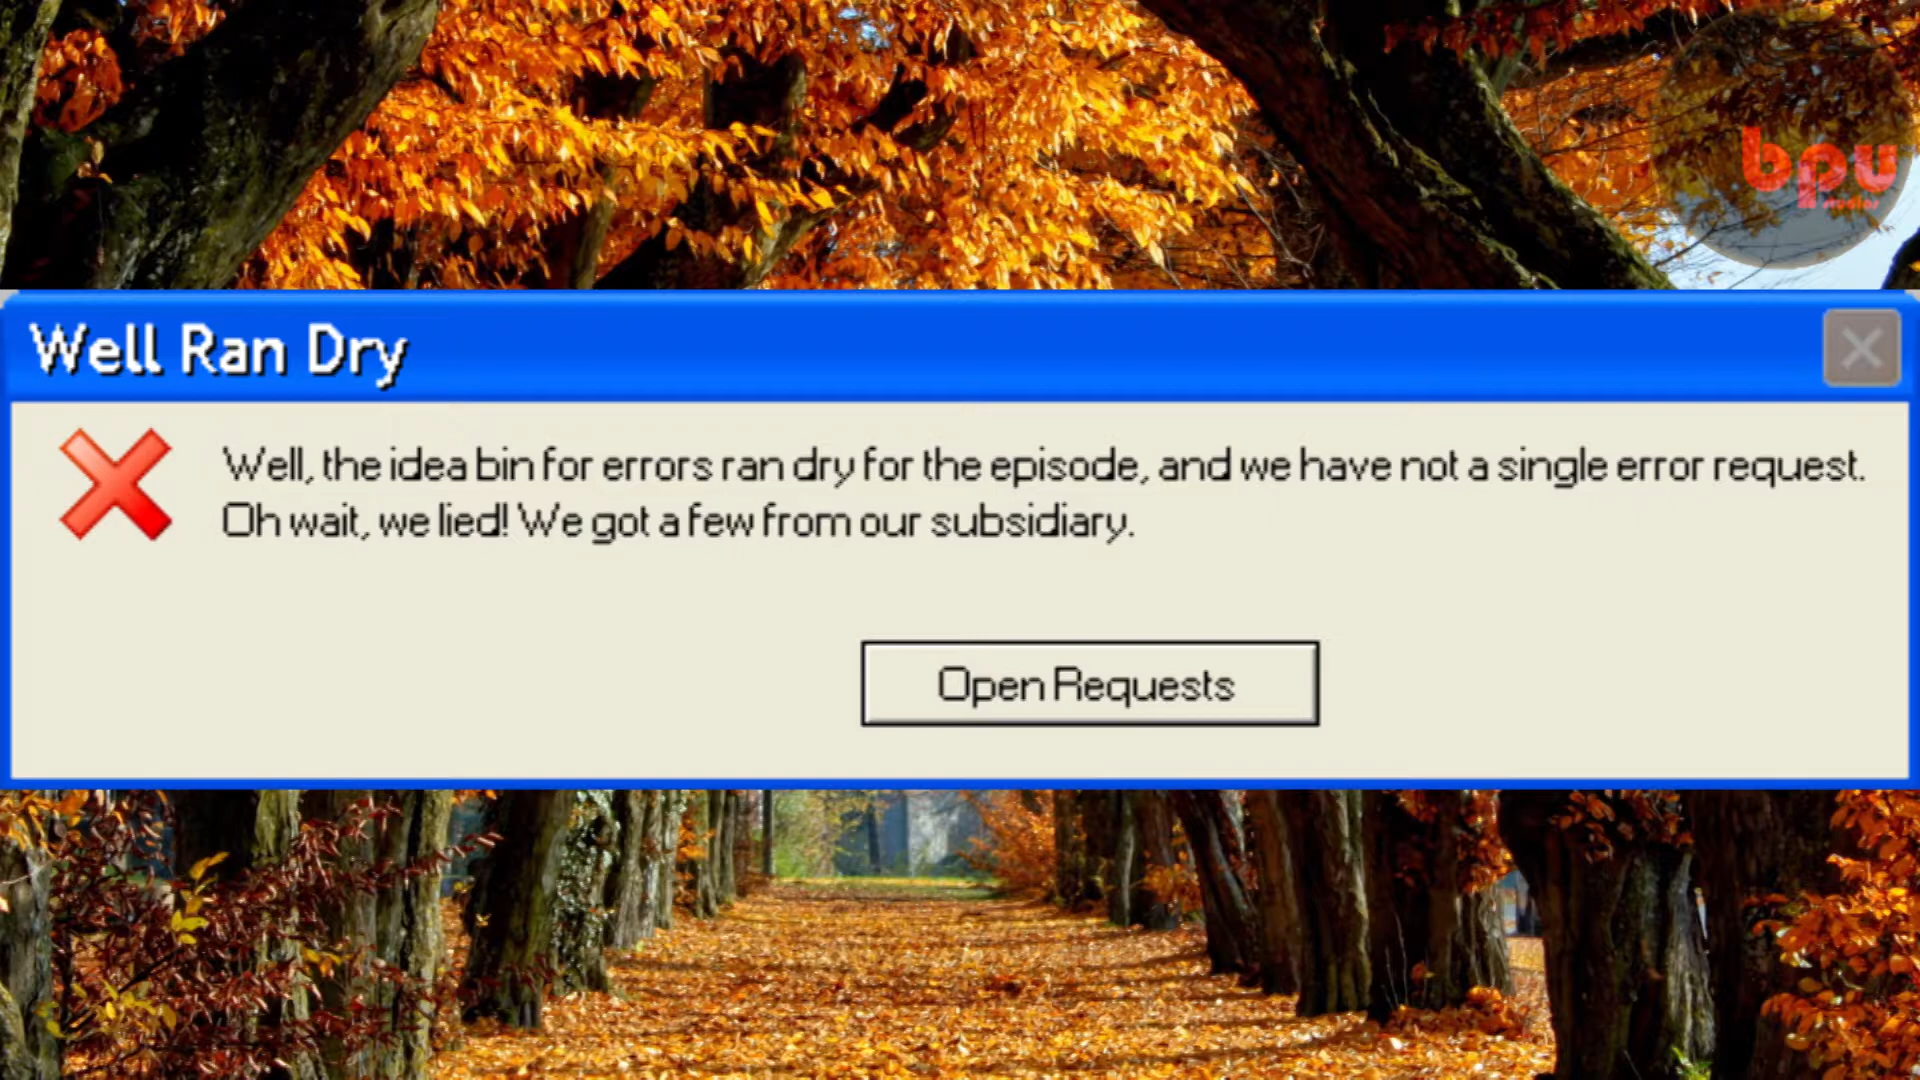 bpu
studios
Well Ran Dry
Well, the idea bin for errors ran dry for the episode, and we have not a single error request.
Oh wait, we lied! We got a few from our subsidiary.
Open Requests